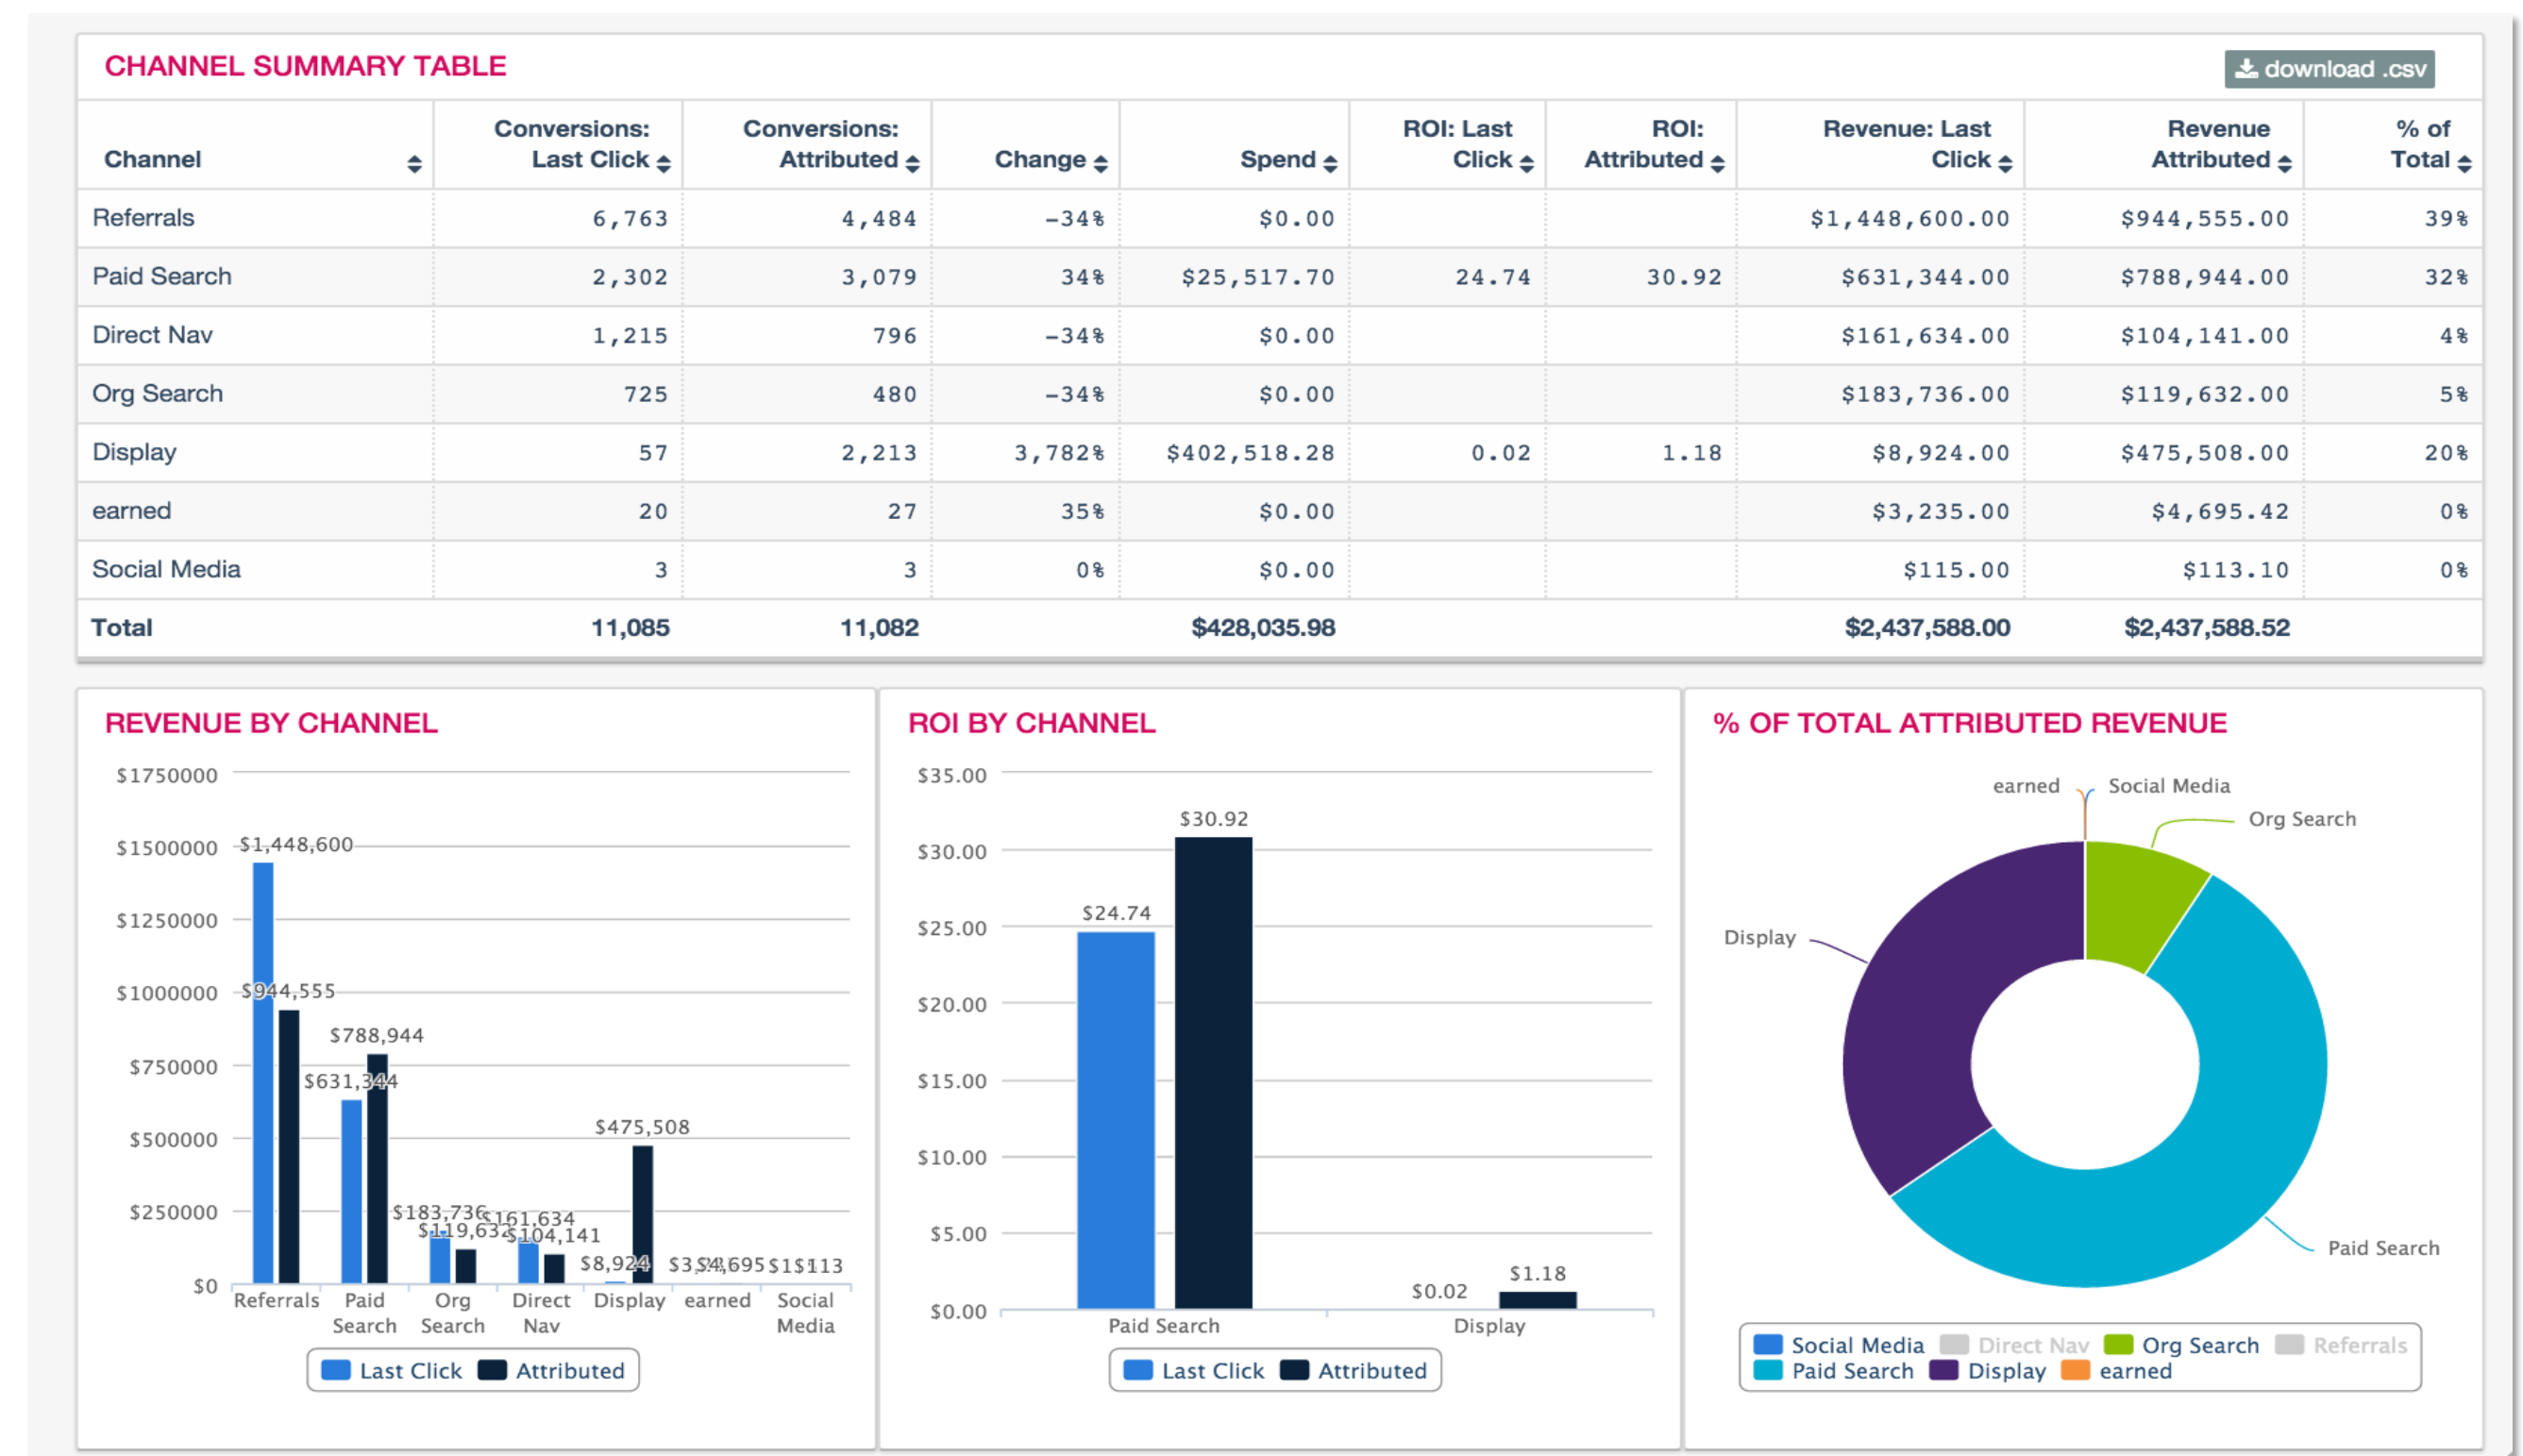 CHANNEL SUMMARY TABLE
download .csv
Channel Conversions: Last Click Conversions: Attributed Change Spend ROI: Last Click ROI: Attributed Revenue: Last Click Revenue Attributed % of Total
Referrals 6,763 4,484 -34% $0.00 $1,448,600.00 $944,555.00 39%
Paid Search 2,302 3,079 34% $25,517.70 24.74 30.92 $631,344.00 $788,944.00 32%
Direct Nav 1,215 796 -34% $0.00 $161,634.00 $104,141.00 4%
Org Search 725 480 -34% $0.00 $183,736.00 $119,632.00 5%
Display 57 2,213 3,782% $402,518.28 0.02 1.18 $8,924.00 $475,508.00 20%
earned 20 27 35% $0.00 $3,235.00 $4,695.42 0%
Social Media 3 3 0% $0.00 $115.00 $113.10 0%
Total 11,085 11,082 $428,035.98 $2,437,588.00 $2,437,588.52
REVENUE BY CHANNEL
$1750000
$1500000
$1250000
$1000000
$750000
$500000
$250000
$0
$1,448,600
$944,555
$788,944
$631,344
$183,736
$119,632
$161,634
$104,141
$8,924
$475,508
$4,695
$113
Referrals Paid Search Org Search Direct Nav Display earned Social Media
Last Click Attributed
ROI BY CHANNEL
$35.00
$30.00
$25.00
$20.00
$15.00
$10.00
$5.00
$0.00
$24.74
$30.92
$0.02
$1.18
Paid Search Display
Last Click Attributed
% OF TOTAL ATTRIBUTED REVENUE
earned Social Media
Org Search
Display
Paid Search
Social Media Direct Nav Org Search Referrals
Paid Search Display earned